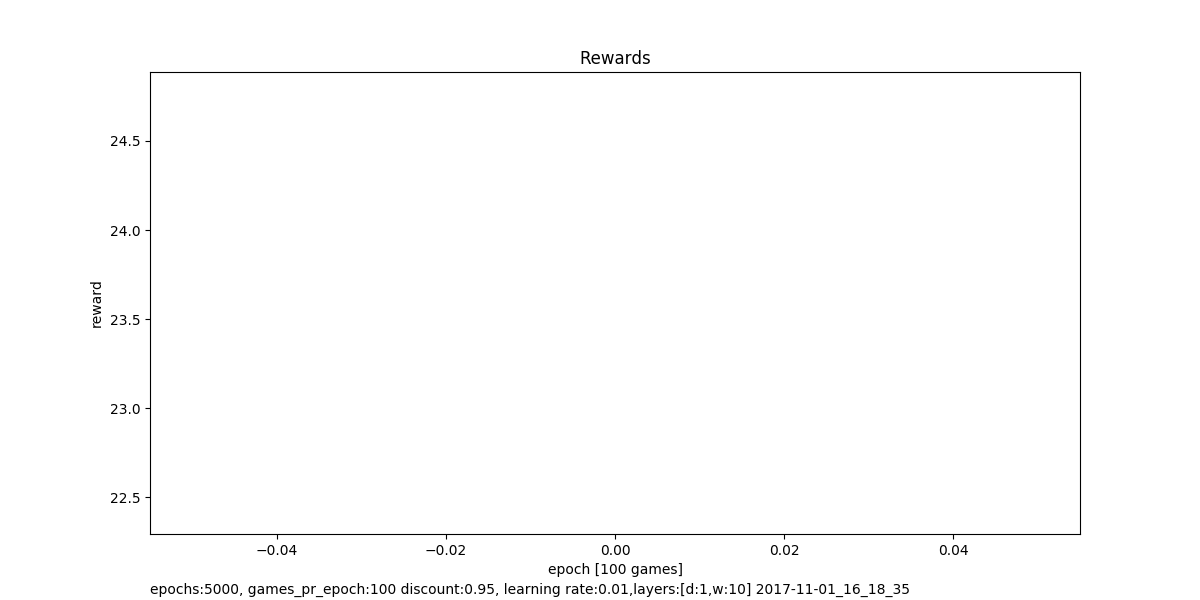 Rewards
24.5
24.0
23.5
23.0
22.5
reward
−0.04 −0.02 0.00 0.02 0.04
epoch [100 games]
epochs:5000, games_pr_epoch:100 discount:0.95, learning rate:0.01,layers:[d:1,w:10] 2017-11-01_16_18_35